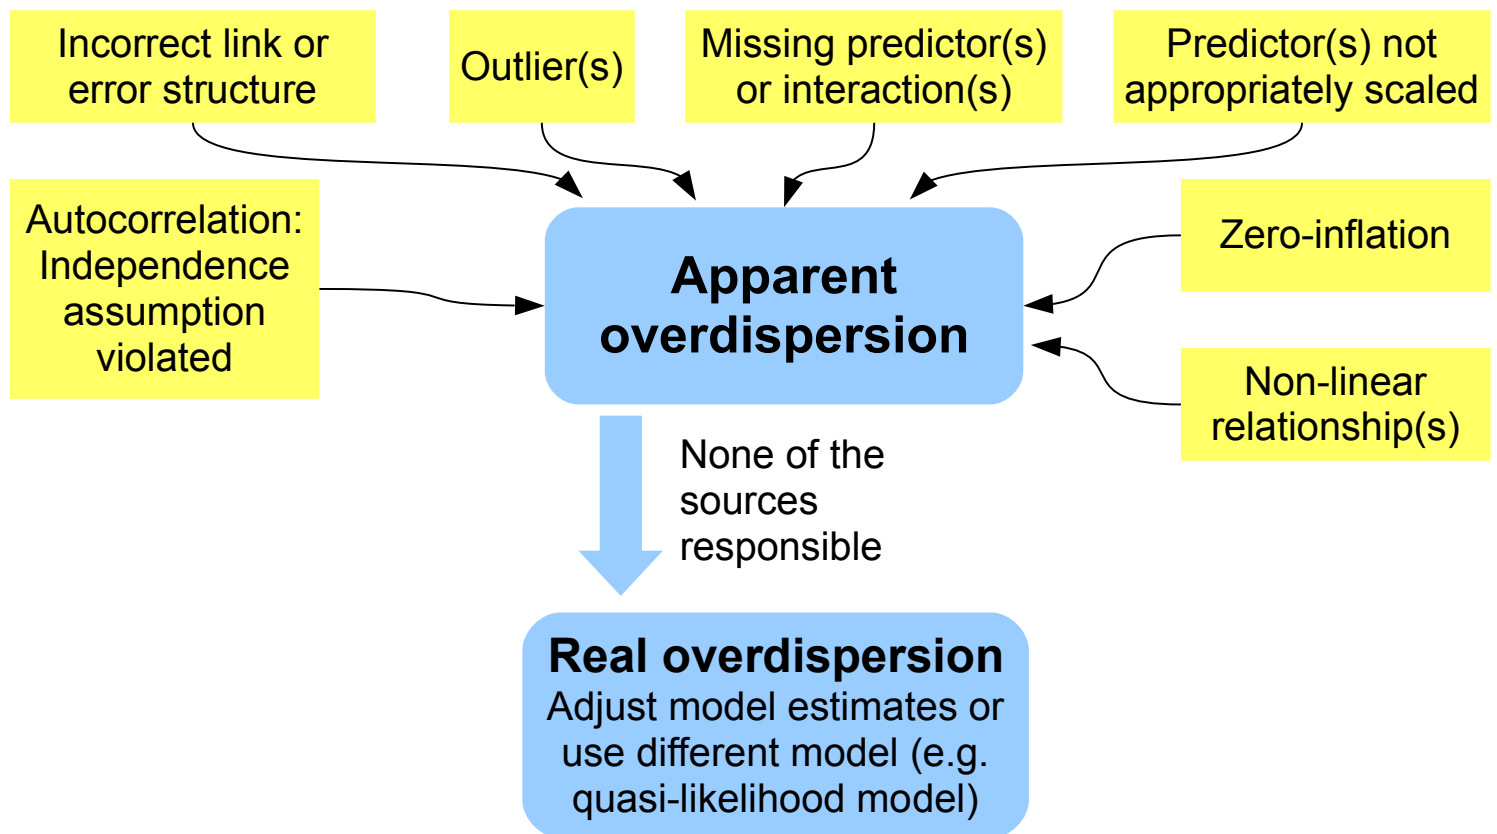 Incorrect link or
error structure
Outlier(s)
Missing predictor(s)
or interaction(s)
Predictor(s) not
appropriately scaled
Autocorrelation:
Independence
assumption
violated
Apparent
overdispersion
Zero-inflation
Non-linear
relationship(s)
None of the
sources
responsible
Real overdispersion
Adjust model estimates or
use different model (e.g.
quasi-likelihood model)